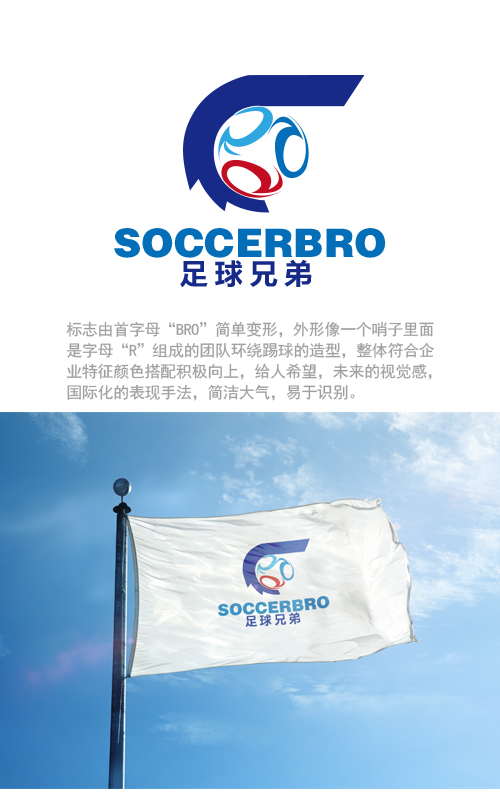 SOCCERBRO
足球兄弟
标志由首字母“BRO”简单变形，外形像一个哨子里面
是字母“R”组成的团队环绕踢球的造型，整体符合企
业特征颜色搭配积极向上，给人希望，未来的视觉感，
国际化的表现手法，简洁大气，易于识别。
SOCCERBRO
足球兄弟